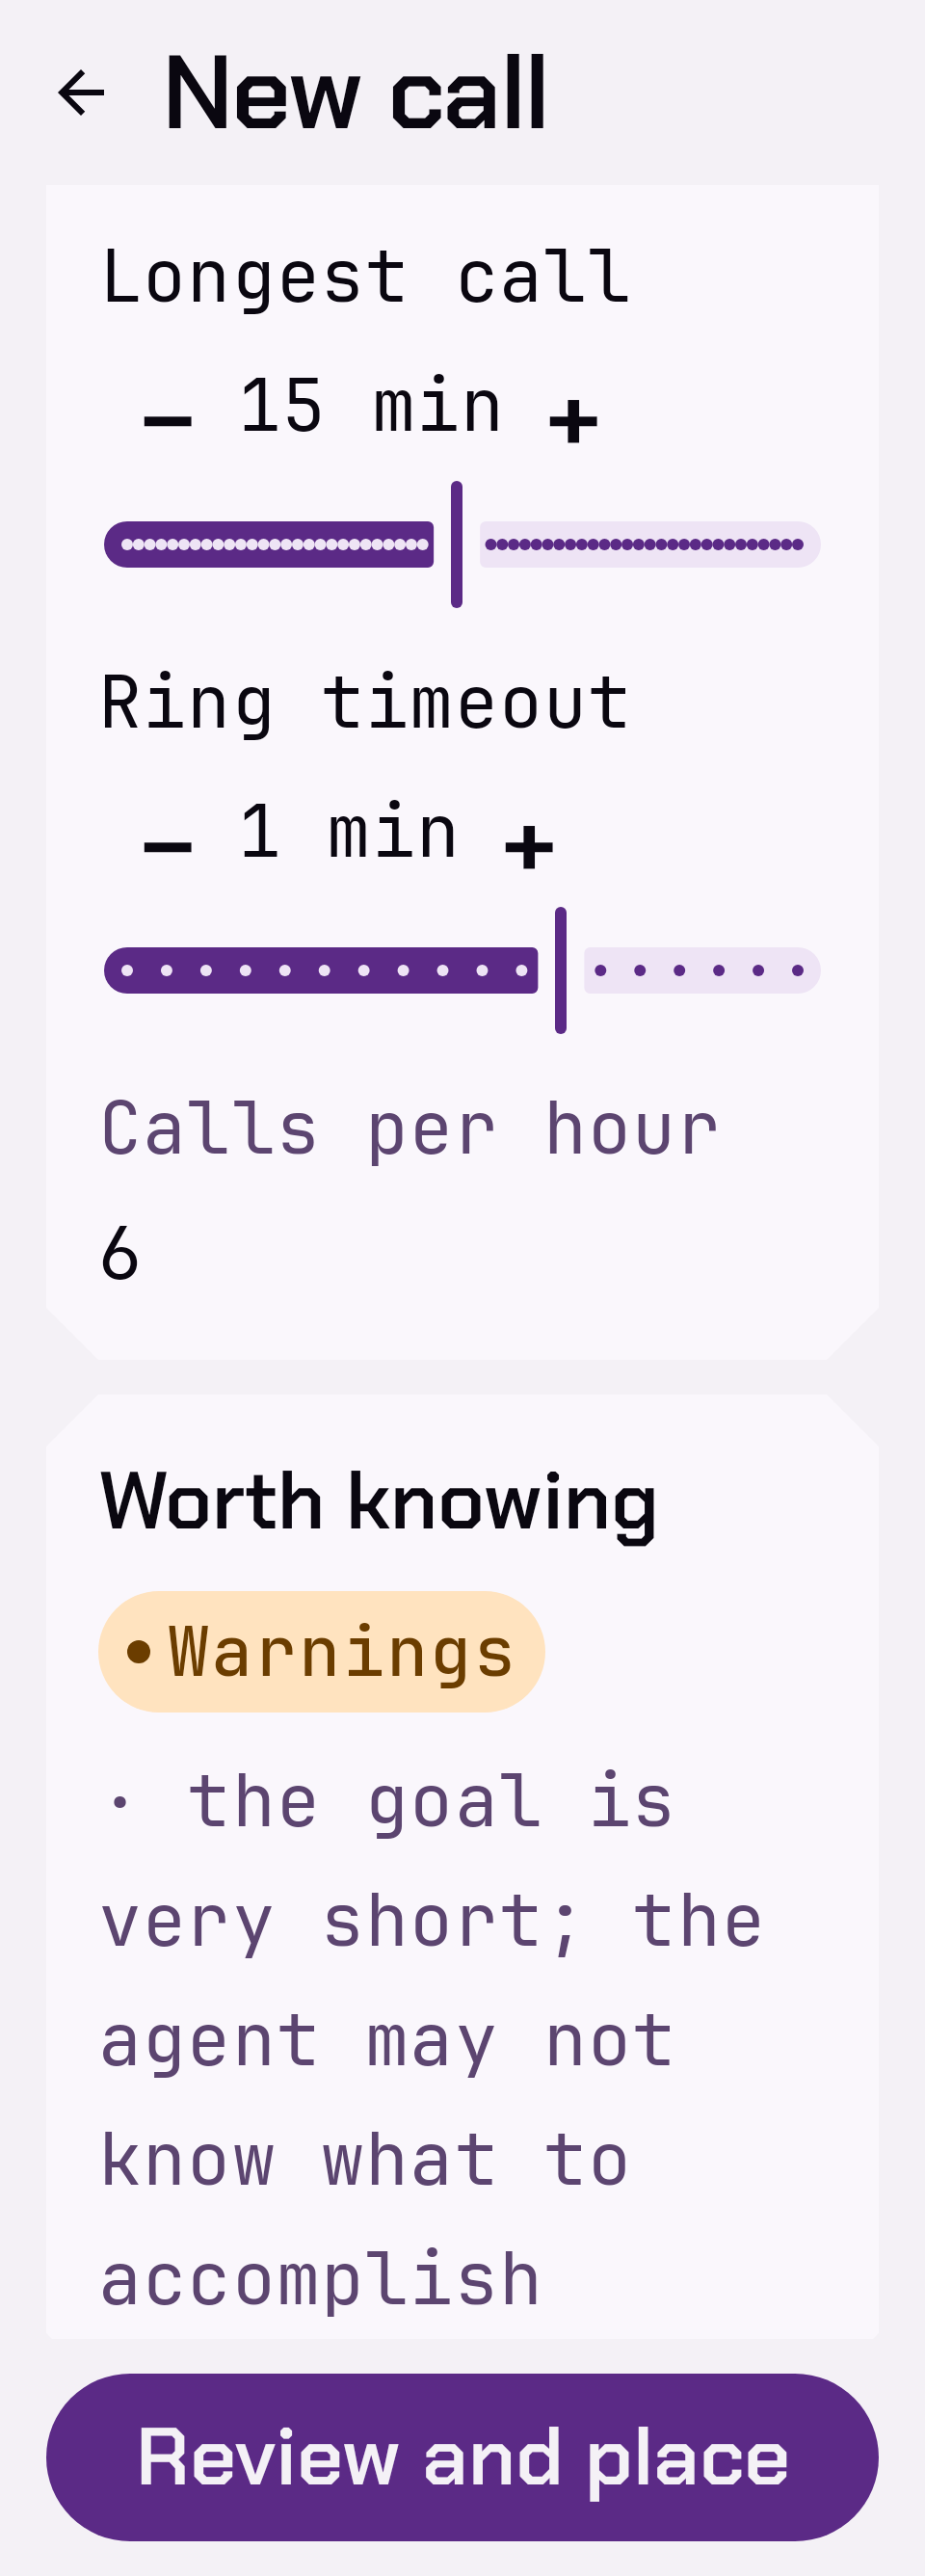 New call
Longest call
− 15 min +
Ring timeout
− 1 min +
Calls per hour
6
Worth knowing
• Warnings
· the goal is
very short; the
agent may not
know what to
accomplish
Review and place